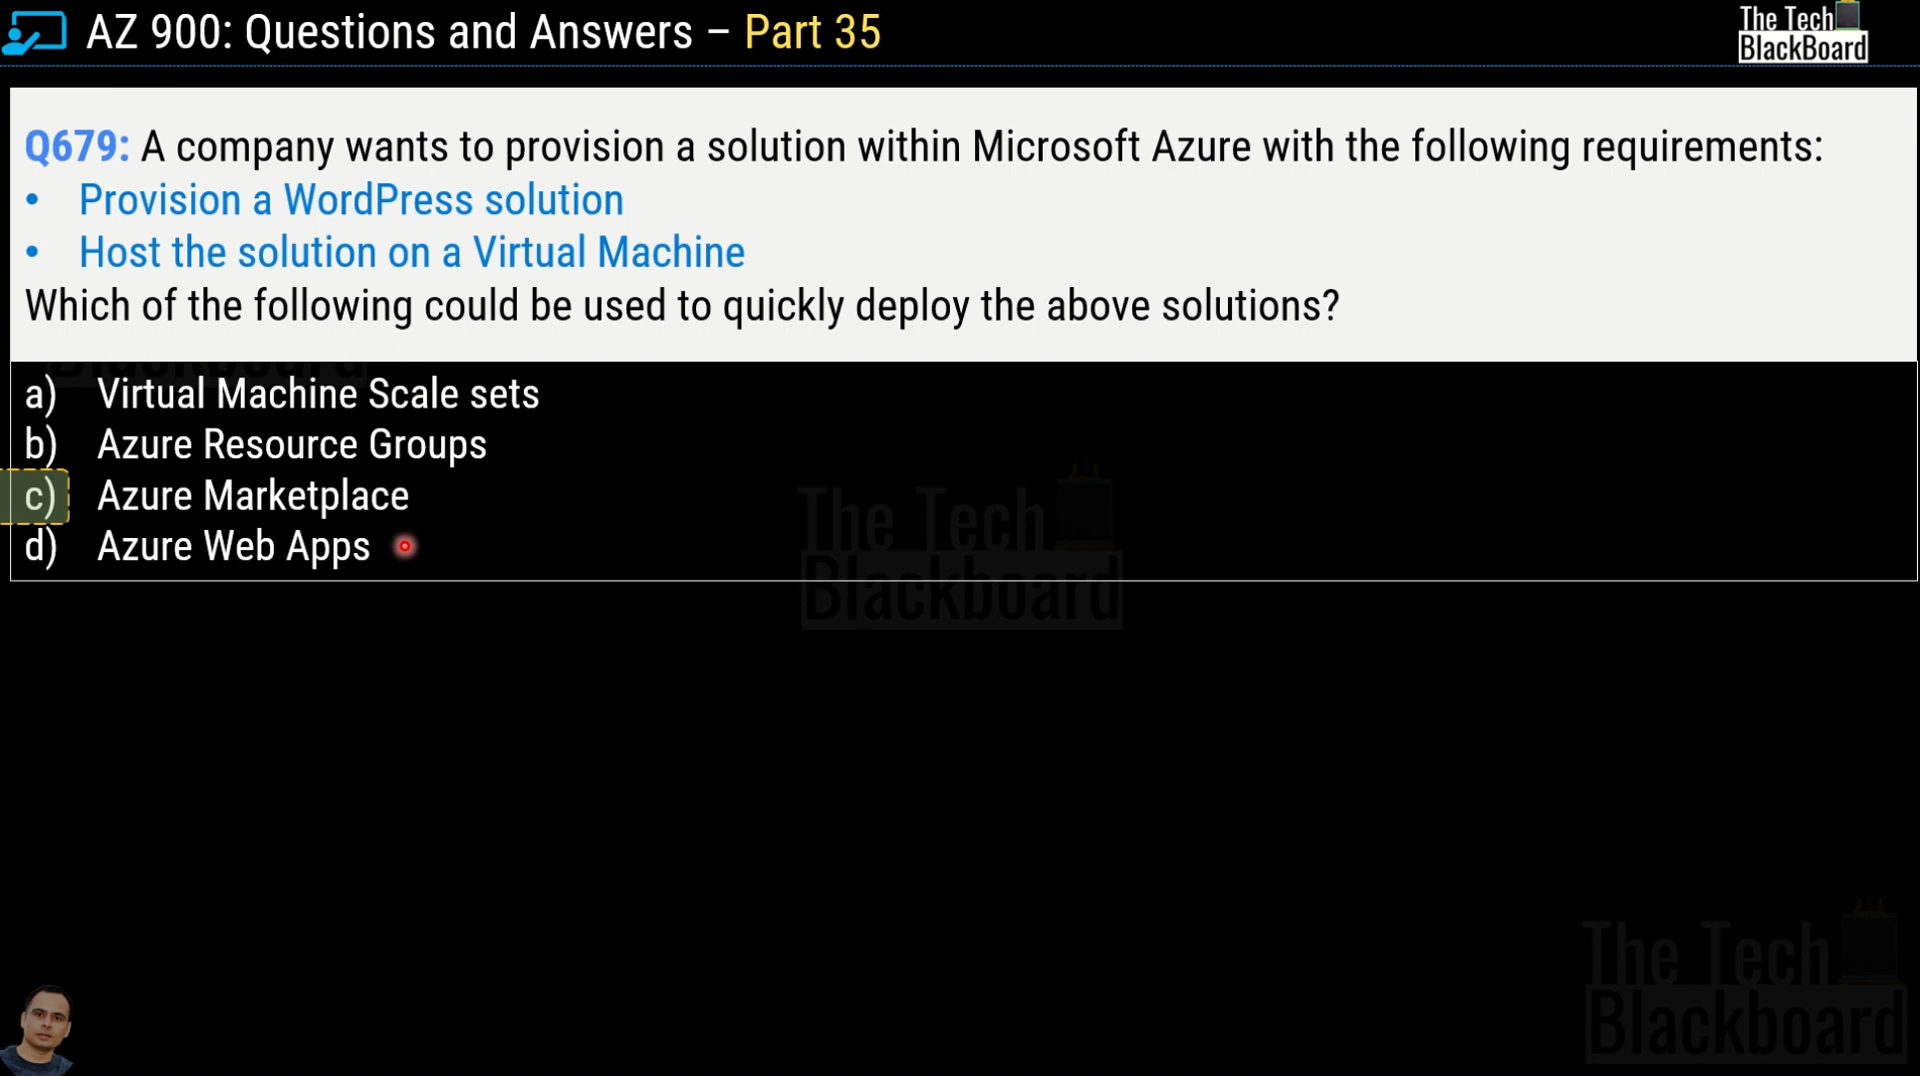 AZ 900: Questions and Answers – Part 35
The Tech
BlackBoard
Q679: A company wants to provision a solution within Microsoft Azure with the following requirements:
• Provision a WordPress solution
• Host the solution on a Virtual Machine
Which of the following could be used to quickly deploy the above solutions?
a) Virtual Machine Scale sets
b) Azure Resource Groups
c) Azure Marketplace
d) Azure Web Apps
The Tech
Blackboard
The Tech
Blackboard